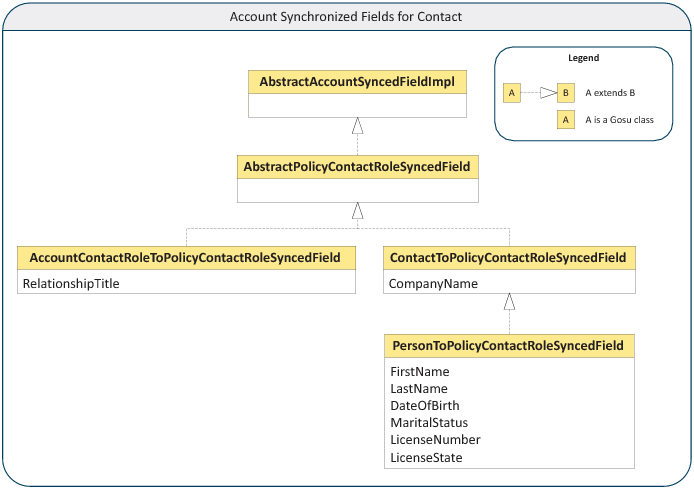 Account Synchronized Fields for Contact
Legend
A
B
A extends B
A
A is a Gosu class
AbstractAccountSyncedFieldImpl
AbstractPolicyContactRoleSyncedField
AccountContactRoleToPolicyContactRoleSyncedField
RelationshipTitle
ContactToPolicyContactRoleSyncedField
CompanyName
PersonToPolicyContactRoleSyncedField
FirstName
LastName
DateOfBirth
MaritalStatus
LicenseNumber
LicenseState